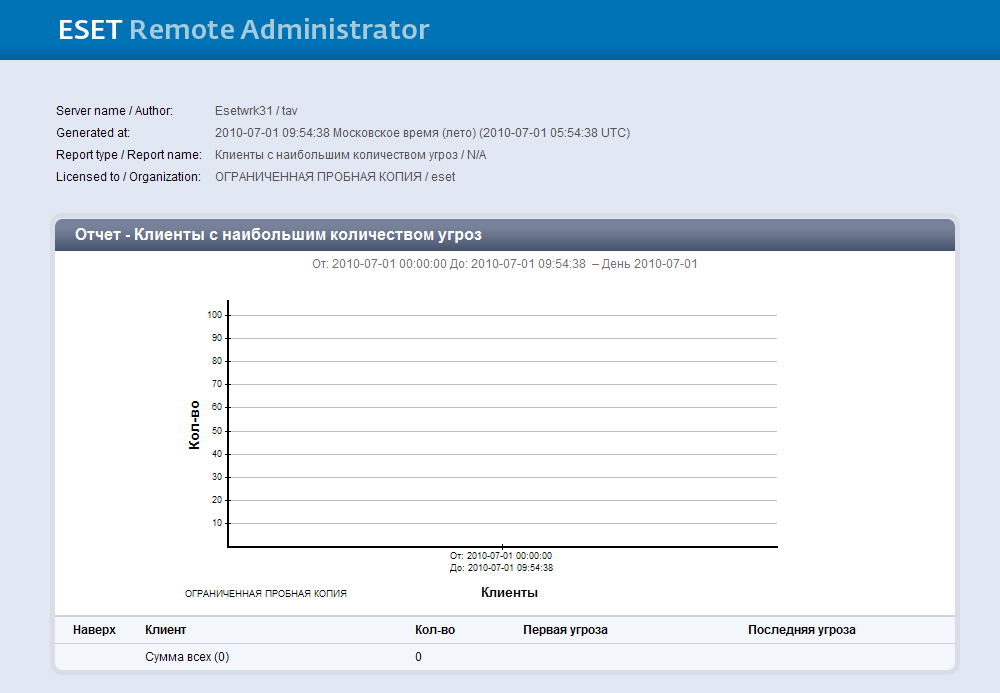 ESET Remote Administrator
Server name / Author: Esetwrk31 / tav
Generated at: 2010-07-01 09:54:38 Московское время (лето) (2010-07-01 05:54:38 UTC)
Report type / Report name: Клиенты с наибольшим количеством угроз / N/A
Licensed to / Organization: ОГРАНИЧЕННАЯ ПРОБНАЯ КОПИЯ / eset
Отчет - Клиенты с наибольшим количеством угроз
От: 2010-07-01 00:00:00 До: 2010-07-01 09:54:38 – День 2010-07-01
100
90
80
70
60
50
40
30
20
10
Кол-во
От: 2010-07-01 00:00:00
До: 2010-07-01 09:54:38
ОГРАНИЧЕННАЯ ПРОБНАЯ КОПИЯ
Клиенты
Наверх Клиент Кол-во Первая угроза Последняя угроза
Сумма всех (0) 0